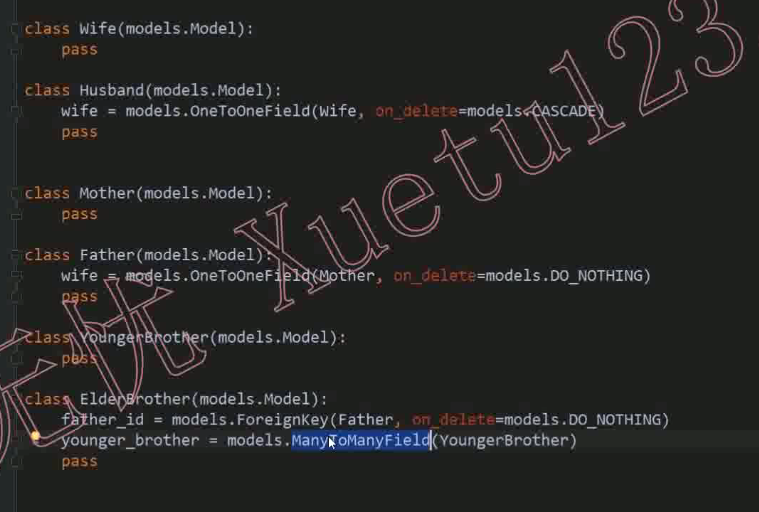 class Wife(models.Model):
    pass
class Husband(models.Model):
    wife = models.OneToOneField(Wife, on_delete=models.CASCADE)
    pass
class Mother(models.Model):
    pass
class Father(models.Model):
    wife = models.OneToOneField(Mother, on_delete=models.DO_NOTHING)
    pass
class YoungerBrother(models.Model):
    pass
class ElderBrother(models.Model):
    father_id = models.ForeignKey(Father, on_delete=models.DO_NOTHING)
    younger_brother = models.ManyToManyField(YoungerBrother)
    pass
无忧 Xuetu123